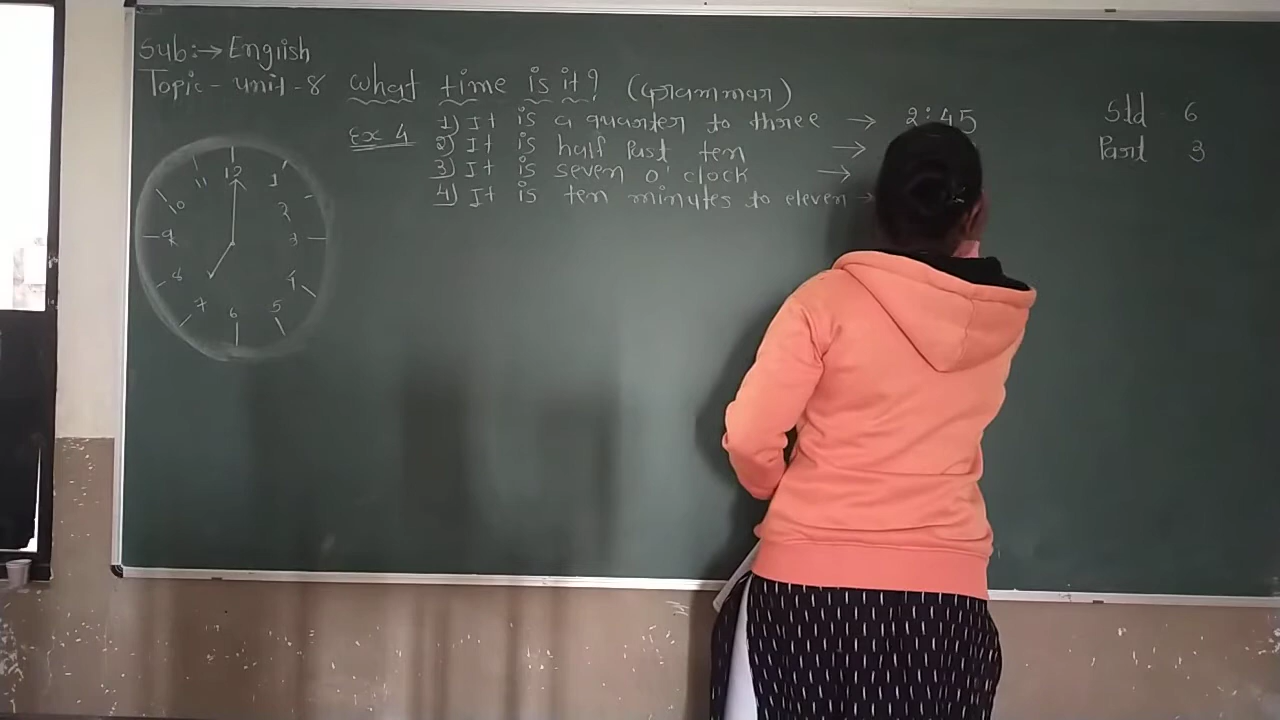 Sub:→ English
Topic - unit - 8 what time is it? (Grammar)
Std 6
Part 3
Ex 4
1) It is a quarter to three → 2:45
2) It is half Past ten →
3) It is seven o'clock →
4) It is ten minutes to eleven →
12
1
2
3
4
5
6
7
8
9
10
11